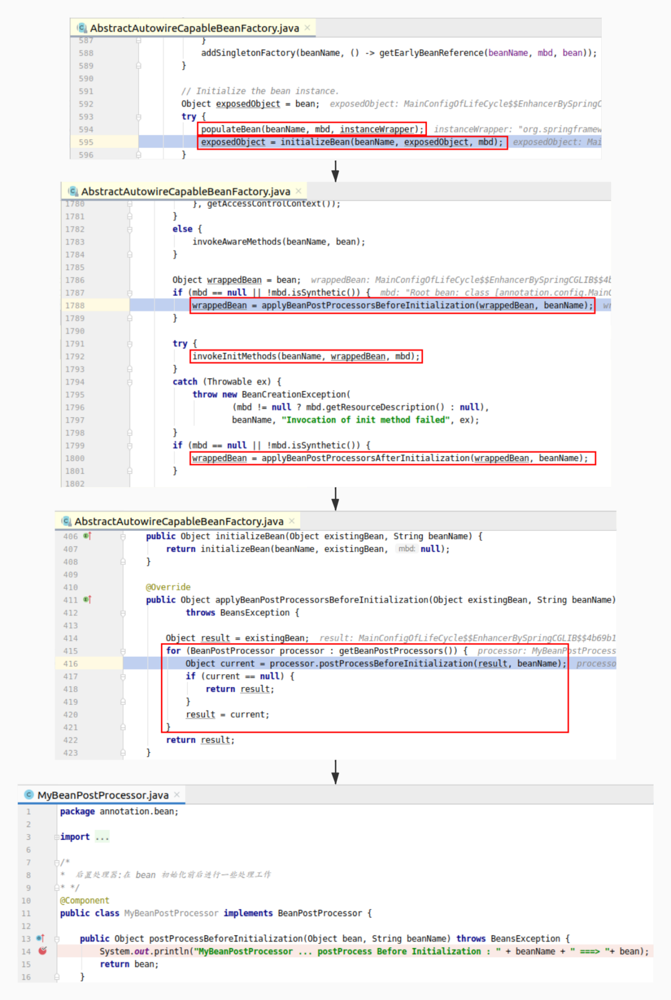 AbstractAutowireCapableBeanFactory.java ×
587 }
588 addSingletonFactory(beanName, () -> getEarlyBeanReference(beanName, mbd, bean));
589 }
590
591 // Initialize the bean instance.
592 Object exposedObject = bean; exposedObject: MainConfigOfLifeCycle$$EnhancerBySpringC
593 try {
594 populateBean(beanName, mbd, instanceWrapper); instanceWrapper: "org.springframew
595 exposedObject = initializeBean(beanName, exposedObject, mbd); exposedObject: Mai
596 }
AbstractAutowireCapableBeanFactory.java ×
1780 }, getAccessControlContext());
1781 }
1782 else {
1783 invokeAwareMethods(beanName, bean);
1784 }
1785
1786 Object wrappedBean = bean; wrappedBean: MainConfigOfLifeCycle$$EnhancerBySpringCGLIB$$4b
1787 if (mbd == null || !mbd.isSynthetic()) { mbd: "Root bean: class [annotation.config.MainC
1788 wrappedBean = applyBeanPostProcessorsBeforeInitialization(wrappedBean, beanName); wr
1789 }
1790
1791 try {
1792 invokeInitMethods(beanName, wrappedBean, mbd);
1793 }
1794 catch (Throwable ex) {
1795 throw new BeanCreationException(
1796 (mbd != null ? mbd.getResourceDescription() : null),
1797 beanName, "Invocation of init method failed", ex);
1798 }
1799 if (mbd == null || !mbd.isSynthetic()) {
1800 wrappedBean = applyBeanPostProcessorsAfterInitialization(wrappedBean, beanName);
1801 }
1802
AbstractAutowireCapableBeanFactory.java ×
406 public Object initializeBean(Object existingBean, String beanName) {
407 return initializeBean(beanName, existingBean, mbd: null);
408 }
409
410 @Override
411 public Object applyBeanPostProcessorsBeforeInitialization(Object existingBean, String beanName)
412 throws BeansException {
413
414 Object result = existingBean; result: MainConfigOfLifeCycle$$EnhancerBySpringCGLIB$$4b69b1
415 for (BeanPostProcessor processor : getBeanPostProcessors()) { processor: MyBeanPostProcess
416 Object current = processor.postProcessBeforeInitialization(result, beanName); processo
417 if (current == null) {
418 return result;
419 }
420 result = current;
421 }
422 return result;
423 }
MyBeanPostProcessor.java ×
1 package annotation.bean;
2
3 import ...
6
7 /*
8 * 后置处理器:在 bean 初始化前后进行一些处理工作
9 * */
10 @Component
11 public class MyBeanPostProcessor implements BeanPostProcessor {
12
13 public Object postProcessBeforeInitialization(Object bean, String beanName) throws BeansException {
14 System.out.println("MyBeanPostProcessor ... postProcess Before Initialization : " + beanName + " ===> "+ bean);
15 return bean;
16 }